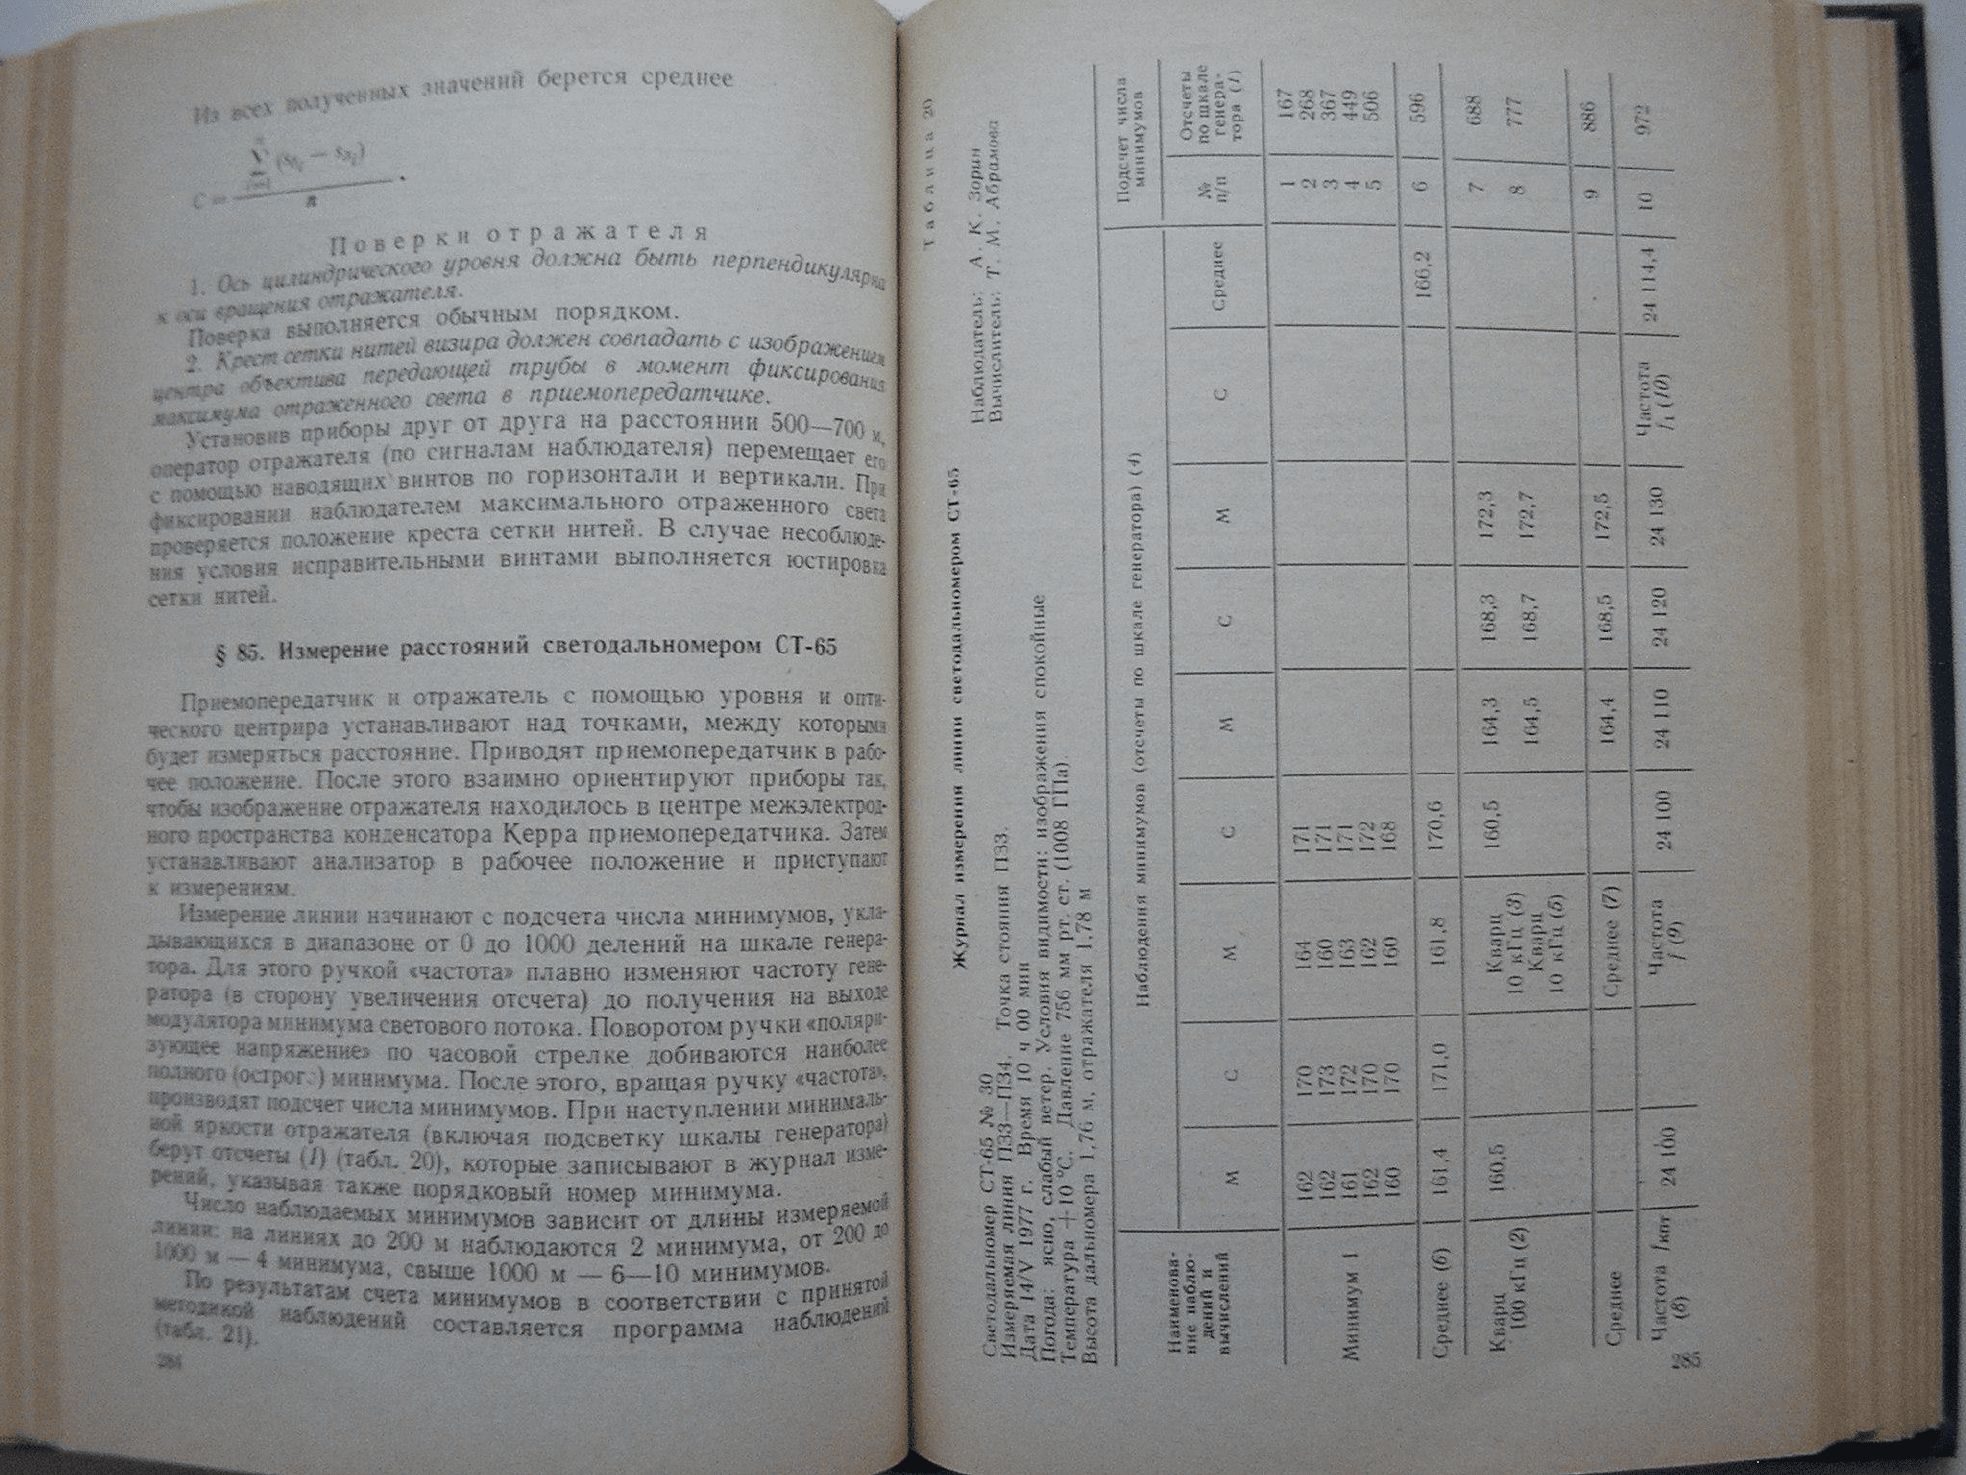 Из всех полученных значений берется среднее
C =
n
Поверки отражателя
1. Ось цилиндрического уровня должна быть перпендикулярна
к оси вращения отражателя.
Поверка выполняется обычным порядком.
2. Крест сетки нитей визира должен совпадать с изображением
центра объектива передающей трубы в момент фиксирования
максимума отраженного света в приемопередатчике.
Установив приборы друг от друга на расстоянии 500—700 м,
оператор отражателя (по сигналам наблюдателя) перемещает его
с помощью наводящих винтов по горизонтали и вертикали. При
фиксировании наблюдателем максимального отраженного света
проверяется положение креста сетки нитей. В случае несоблюде-
ния условия исправительными винтами выполняется юстировка
сетки нитей.
§ 85. Измерение расстояний светодальномером СТ-65
Приемопередатчик и отражатель с помощью уровня и опти-
ческого центрира устанавливают над точками, между которыми
будет измеряться расстояние. Приводят приемопередатчик в рабо-
чее положение. После этого взаимно ориентируют приборы так,
чтобы изображение отражателя находилось в центре межэлектрод-
ного пространства конденсатора Керра приемопередатчика. Затем
устанавливают анализатор в рабочее положение и приступают
к измерениям.
Измерение линии начинают с подсчета числа минимумов, укла-
дывающихся в диапазоне от 0 до 1000 делений на шкале генера-
тора. Для этого ручкой «частота» плавно изменяют частоту гене-
ратора (в сторону увеличения отсчета) до получения на выходе
модулятора минимума светового потока. Поворотом ручки «поляри-
зующее напряжение» по часовой стрелке добиваются наиболее
полного (острого) минимума. После этого, вращая ручку «частота»,
производят подсчет числа минимумов. При наступлении минималь-
ной яркости отражателя (включая подсветку шкалы генератора)
берут отсчеты (1) (табл. 20), которые записывают в журнал изме-
рений, указывая также порядковый номер минимума.
Число наблюдаемых минимумов зависит от длины измеряемой
линии: на линиях до 200 м наблюдаются 2 минимума, от 200 до
1000 м — 4 минимума, свыше 1000 м — 6—10 минимумов.
По результатам счета минимумов в соответствии с принятой
методикой наблюдений составляется программа наблюдений
(табл. 21).
284
Таблица 20
Журнал измерения линии светодальномером СТ-65
Светодальномер СТ-65 № 30
Измеряемая линия ПЗ3—ПЗ4. Точка стояния ПЗ3. Наблюдатель: А. К. Зорин
Дата 14/V 1977 г. Время 10 ч 00 мин Вычислитель: Т. М. Абрамова
Погода: ясно, слабый ветер. Условия видимости: изображения спокойные
Температура +10 °С. Давление 756 мм рт. ст. (1008 ГПа).
Высота дальномера 1,76 м, отражателя 1,78 м
Наименова-
ние наблю-
дений и
вычислений
Наблюдения минимумов (отсчеты по шкале генератора) (4)
Подсчет числа
минимумов
М С М С М С М С Среднее
№
п/п
Отсчеты
по шкале
генера-
тора (1)
Минимум 1
162 170 164 171 1 167
162 173 160 171 2 268
161 172 163 171 3 367
162 170 162 172 4 449
160 170 160 168 5 506
Среднее (6) 161,4 171,0 161,8 170,6 166,2 6 596
Кварц
100 кГц (2)
160,5
Кварц
10 кГц (3)
160,5 164,3 168,3 172,3 7 688
Кварц
10 кГц (5)
164,5 168,7 172,7 8 777
Среднее Среднее (7) 164,4 168,5 172,5 9 886
Частота fкпт
(8)
24 100
Частота
f (9)
24 100 24 110 24 120 24 130
Частота
f1 (10)
24 114,4 10 972
285